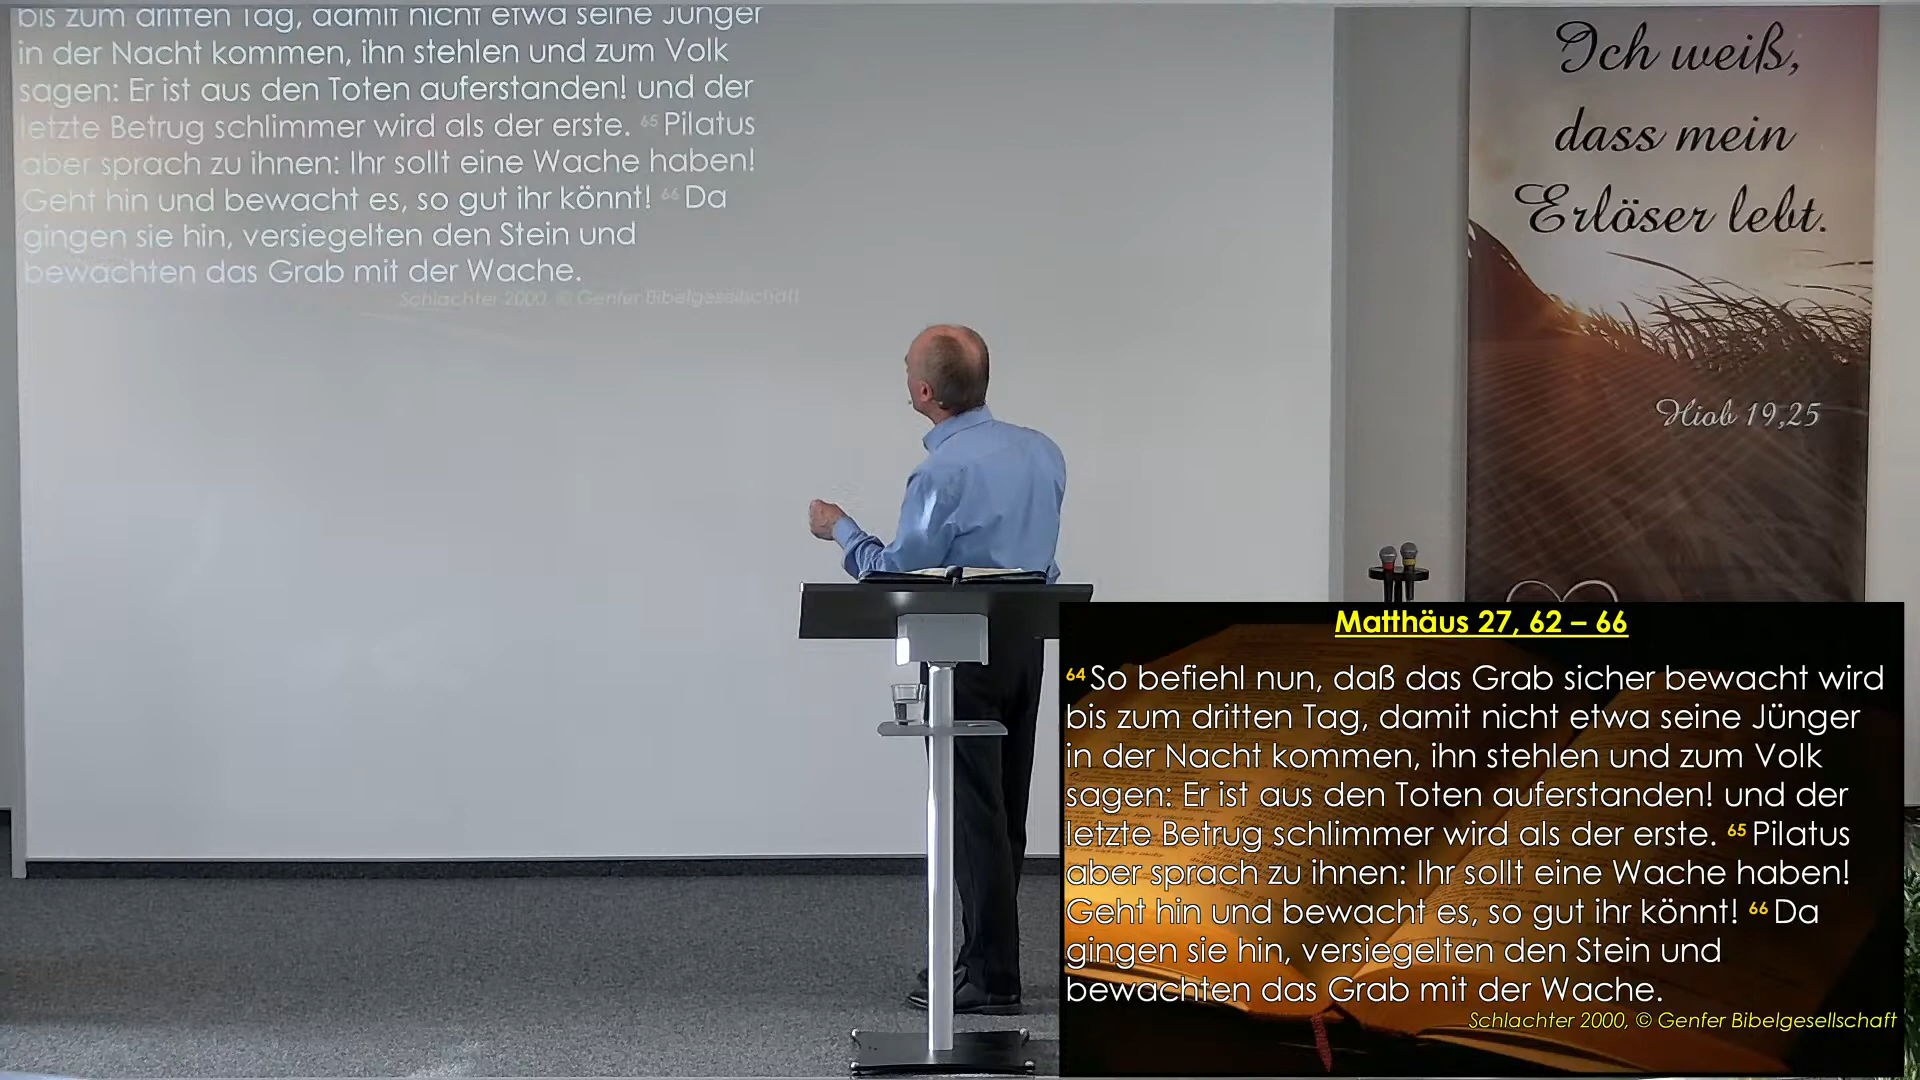 bis zum dritten Tag, damit nicht etwa seine Jünger
in der Nacht kommen, ihn stehlen und zum Volk
sagen: Er ist aus den Toten auferstanden! und der
letzte Betrug schlimmer wird als der erste. 65 Pilatus
aber sprach zu ihnen: Ihr sollt eine Wache haben!
Geht hin und bewacht es, so gut ihr könnt! 66 Da
gingen sie hin, versiegelten den Stein und
bewachten das Grab mit der Wache.
Schlachter 2000, © Genfer Bibelgesellschaft
Ich weiß,
dass mein
Erlöser lebt.
Hiob 19,25
Matthäus 27, 62 – 66
64 So befiehl nun, daß das Grab sicher bewacht wird
bis zum dritten Tag, damit nicht etwa seine Jünger
in der Nacht kommen, ihn stehlen und zum Volk
sagen: Er ist aus den Toten auferstanden! und der
letzte Betrug schlimmer wird als der erste. 65 Pilatus
aber sprach zu ihnen: Ihr sollt eine Wache haben!
Geht hin und bewacht es, so gut ihr könnt! 66 Da
gingen sie hin, versiegelten den Stein und
bewachten das Grab mit der Wache.
Schlachter 2000, © Genfer Bibelgesellschaft